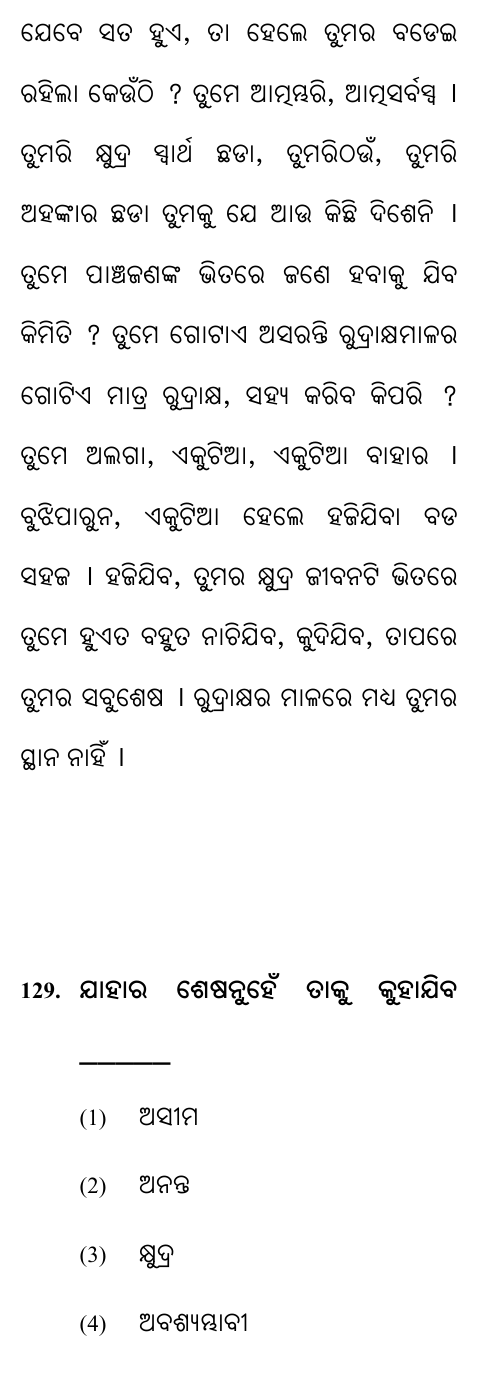 ଯେବେ ସତ ହୁଏ, ତା ହେଲେ ତୁମର ବଡେଇ
ରହିଲା କେଉଁଠି ? ତୁମେ ଆତ୍ମମ୍ଭରି, ଆତ୍ମସର୍ବସ୍ୱ ।
ତୁମରି କ୍ଷୁଦ୍ର ସ୍ୱାର୍ଥ ଛଡା, ତୁମରିଠଉଁ, ତୁମରି
ଅହଙ୍କାର ଛଡା ତୁମକୁ ଯେ ଆଉ କିଛି ଦିଶେନି ।
ତୁମେ ପାଞ୍ଚଜଣଙ୍କ ଭିତରେ ଜଣେ ହବାକୁ ଯିବ
କିମିତି ? ତୁମେ ଗୋଟାଏ ଅସରନ୍ତି ରୁଦ୍ରାକ୍ଷମାଳର
ଗୋଟିଏ ମାତ୍ର ରୁଦ୍ରାକ୍ଷ, ସହ୍ୟ କରିବ କିପରି ?
ତୁମେ ଅଲଗା, ଏକୁଟିଆ, ଏକୁଟିଆ ବାହାର ।
ବୁଝିପାରୁନ, ଏକୁଟିଆ ହେଲେ ହଜିଯିବା ବଡ
ସହଜ । ହଜିଯିବ, ତୁମର କ୍ଷୁଦ୍ର ଜୀବନଟି ଭିତରେ
ତୁମେ ହୁଏତ ବହୁତ ନାଚିଯିବ, କୁଦିଯିବ, ତାପରେ
ତୁମର ସବୁଶେଷ । ରୁଦ୍ରାକ୍ଷର ମାଳରେ ମଧ୍ୟ ତୁମର
ସ୍ଥାନ ନାହିଁ ।
129. ଯାହାର ଶେଷନୁହେଁ ତାକୁ କୁହାଯିବ
______
(1) ଅସୀମ
(2) ଅନନ୍ତ
(3) କ୍ଷୁଦ୍ର
(4) ଅବଶ୍ୟମ୍ଭାବୀ